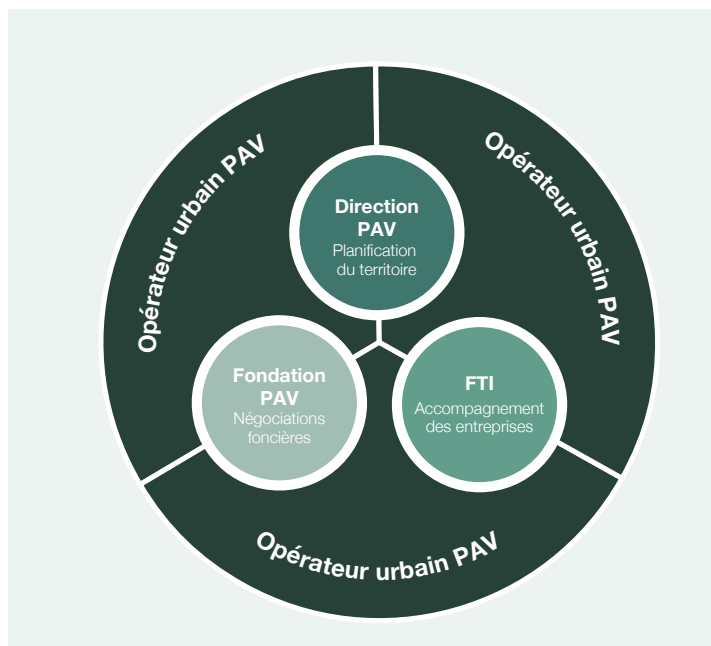 Opérateur urbain PAV
Opérateur urbain PAV
Direction
PAV
Planification
du territoire
Fondation
PAV
Négociations
foncières
FTI
Accompagnement
des entreprises
Opérateur urbain PAV